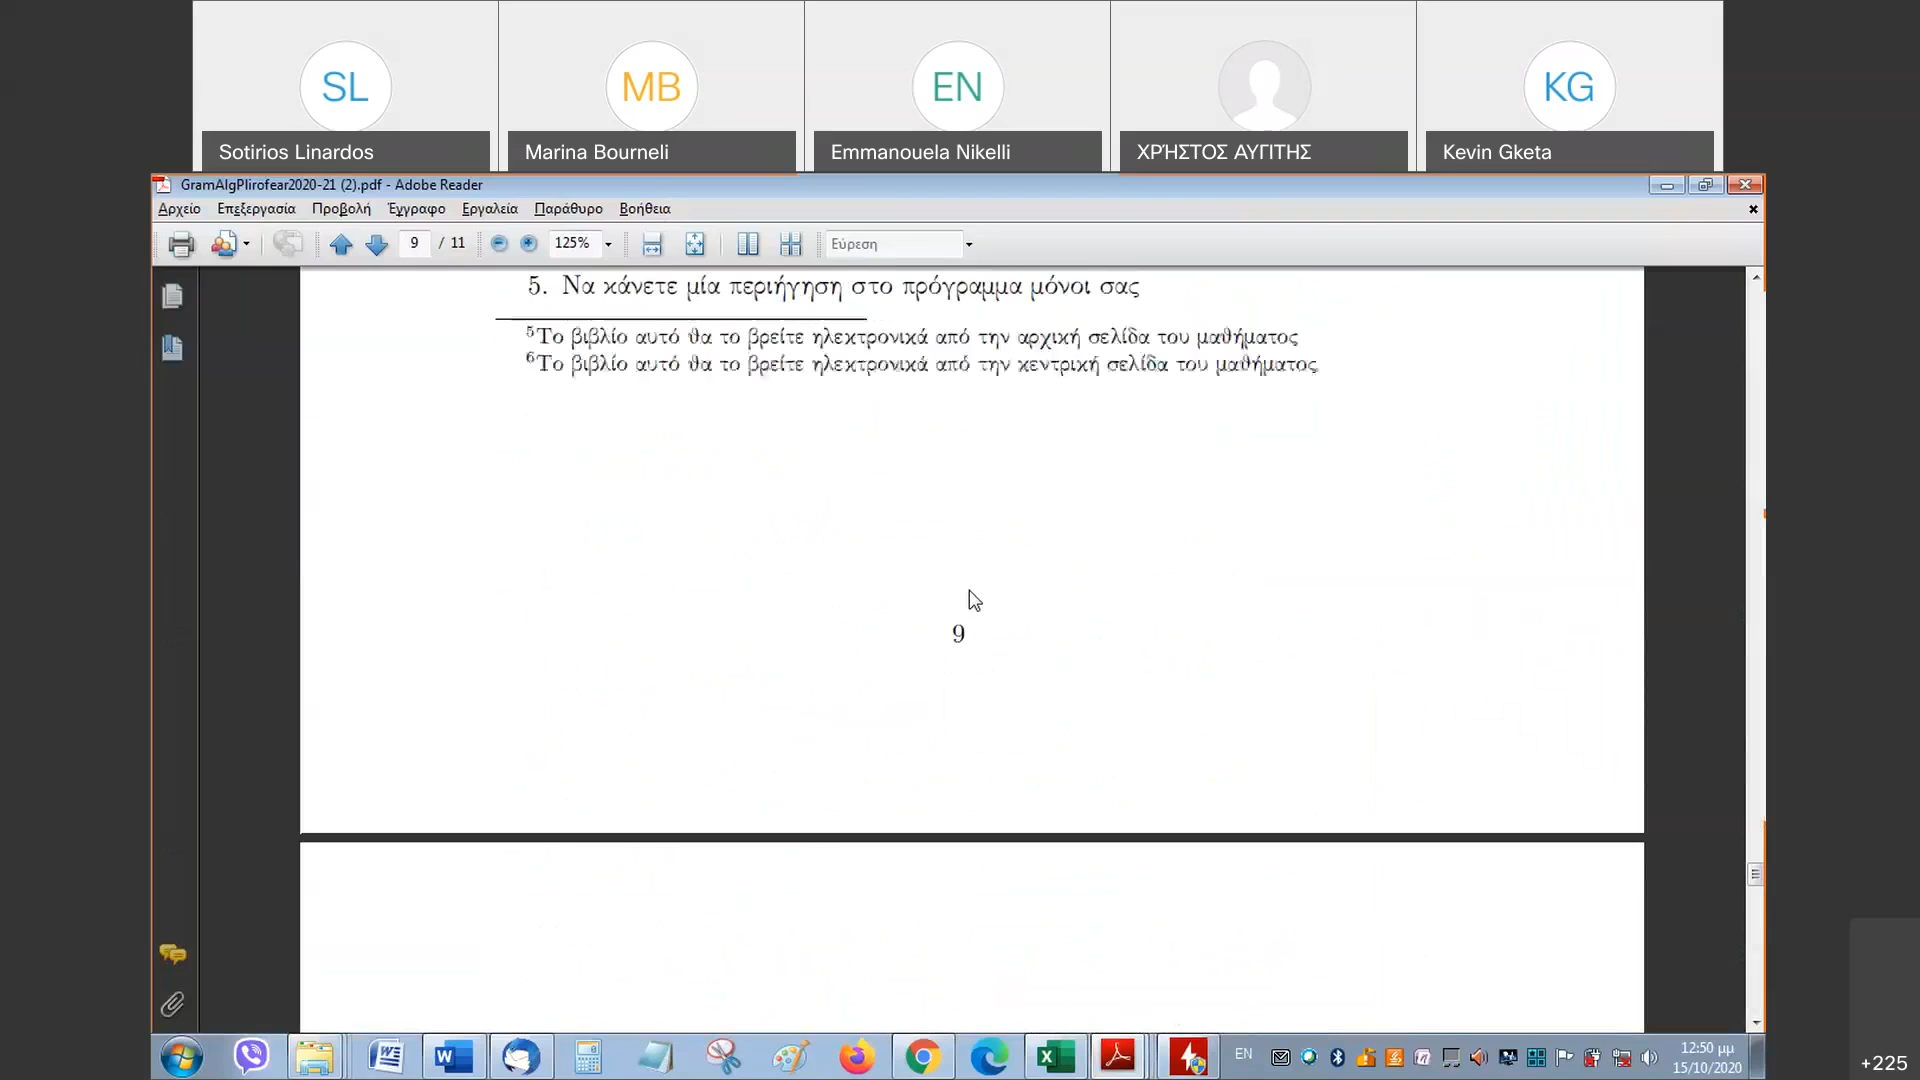 SL
MB
EN
KG
Sotirios Linardos
Marina Bourneli
Emmanouela Nikelli
ΧΡΉΣΤΟΣ ΑΥΓΙΤΗΣ
Kevin Gketa
GramAlgPlirofear2020-21 (2).pdf - Adobe Reader
Αρχείο Επεξεργασία Προβολή Έγγραφο Εργαλεία Παράθυρο Βοήθεια
9 / 11 125% Εύρεση
5. Να κάνετε μία περιήγηση στο πρόγραμμα μόνοι σας
5Το βιβλίο αυτό θα το βρείτε ηλεκτρονικά από την αρχική σελίδα του μαθήματος
6Το βιβλίο αυτό θα το βρείτε ηλεκτρονικά από την κεντρική σελίδα του μαθήματος.
9
EN
12:50 μμ
15/10/2020
+225